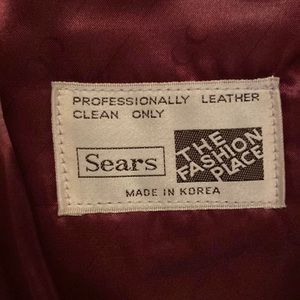 PROFESSIONALLY LEATHER
CLEAN ONLY
Sears
THE
FASHION
PLACE
MADE IN KOREA